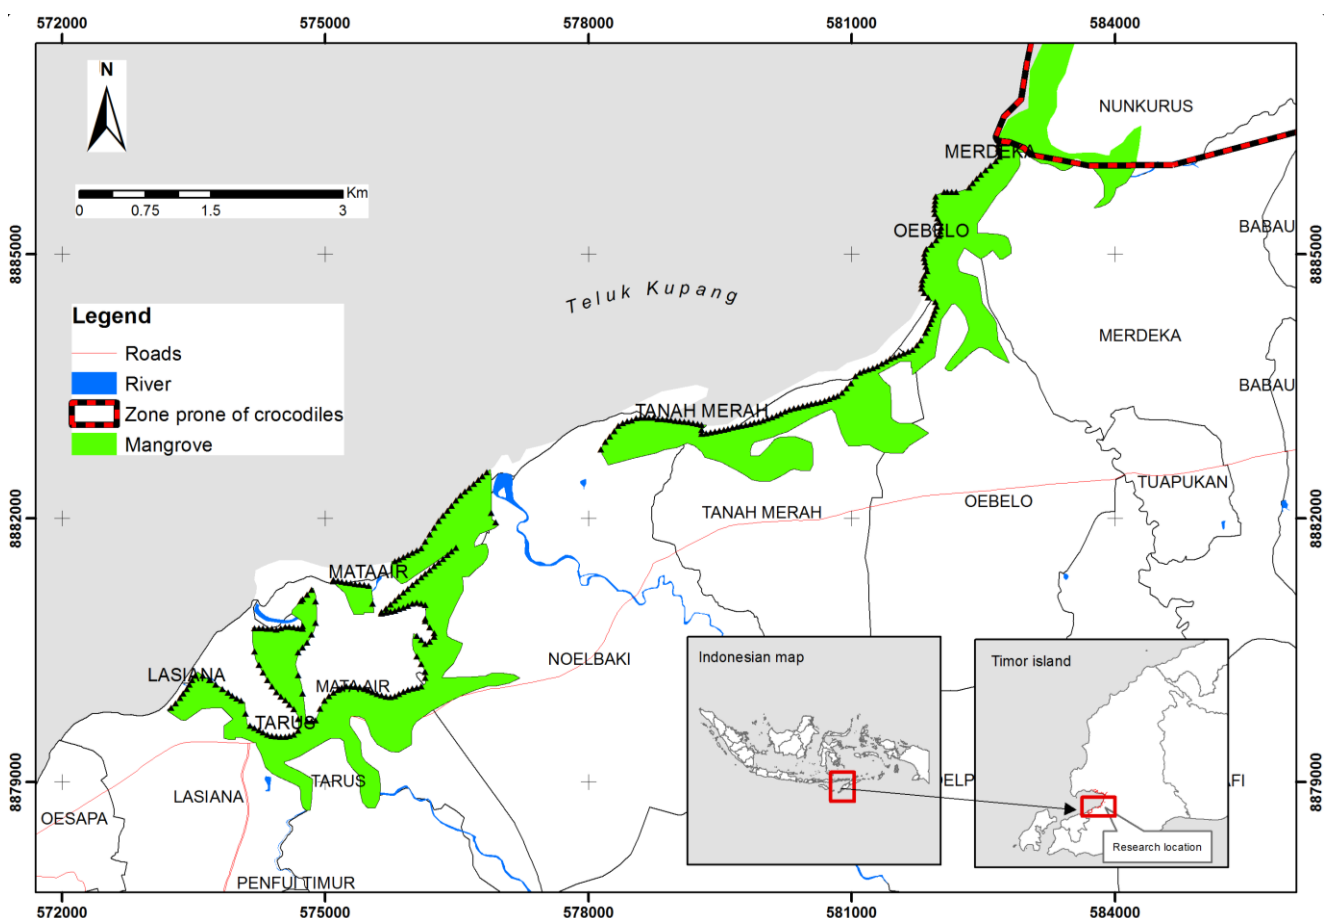 572000 575000 578000 581000 584000
N
NUNKURUS
MERDEKA
Km
0 0.75 1.5 3
OEBELO
BABAU
8885000
8885000
Teluk Kupang
Legend
Roads
River
Zone prone of crocodiles
Mangrove
MERDEKA
BABAU
TANAH MERAH
TUAPUKAN
OEBELO
TANAH MERAH
8882000
8882000
MATAAIR
NOELBAKI
LASIANA
MATAAIR
TARUS
Indonesian map
Timor island
TARUS
LASIANA
8879000
8879000
OESAPA
Research location
PENFUI TIMUR
572000 575000 578000 581000 584000